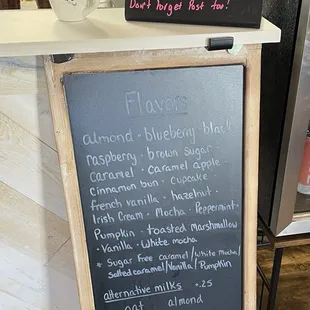 Don't forget Post too!
Flavors
almond · blueberry · black
raspberry · brown sugar
caramel · caramel apple ·
cinnamon bun · cupcake ·
french vanilla · hazelnut ·
Irish Cream · Mocha · Peppermint ·
Pumpkin · toasted marshmallow
· Vanilla · White mocha
* Sugar free caramel/white mocha/
Salted caramel/Vanilla/Pumpkin
alternative milks +.25
oat almond